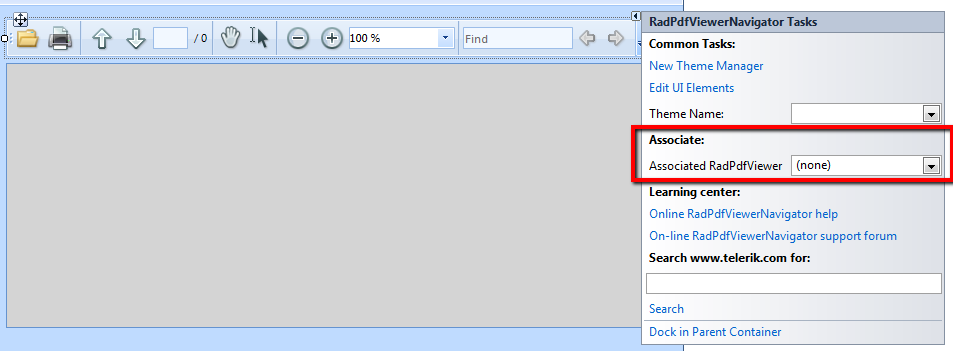 / 0
100 %
Find
RadPdfViewerNavigator Tasks
Common Tasks:
New Theme Manager
Edit UI Elements
Theme Name:
Associate:
Associated RadPdfViewer (none)
Learning center:
Online RadPdfViewerNavigator help
On-line RadPdfViewerNavigator support forum
Search www.telerik.com for:
Search
Dock in Parent Container